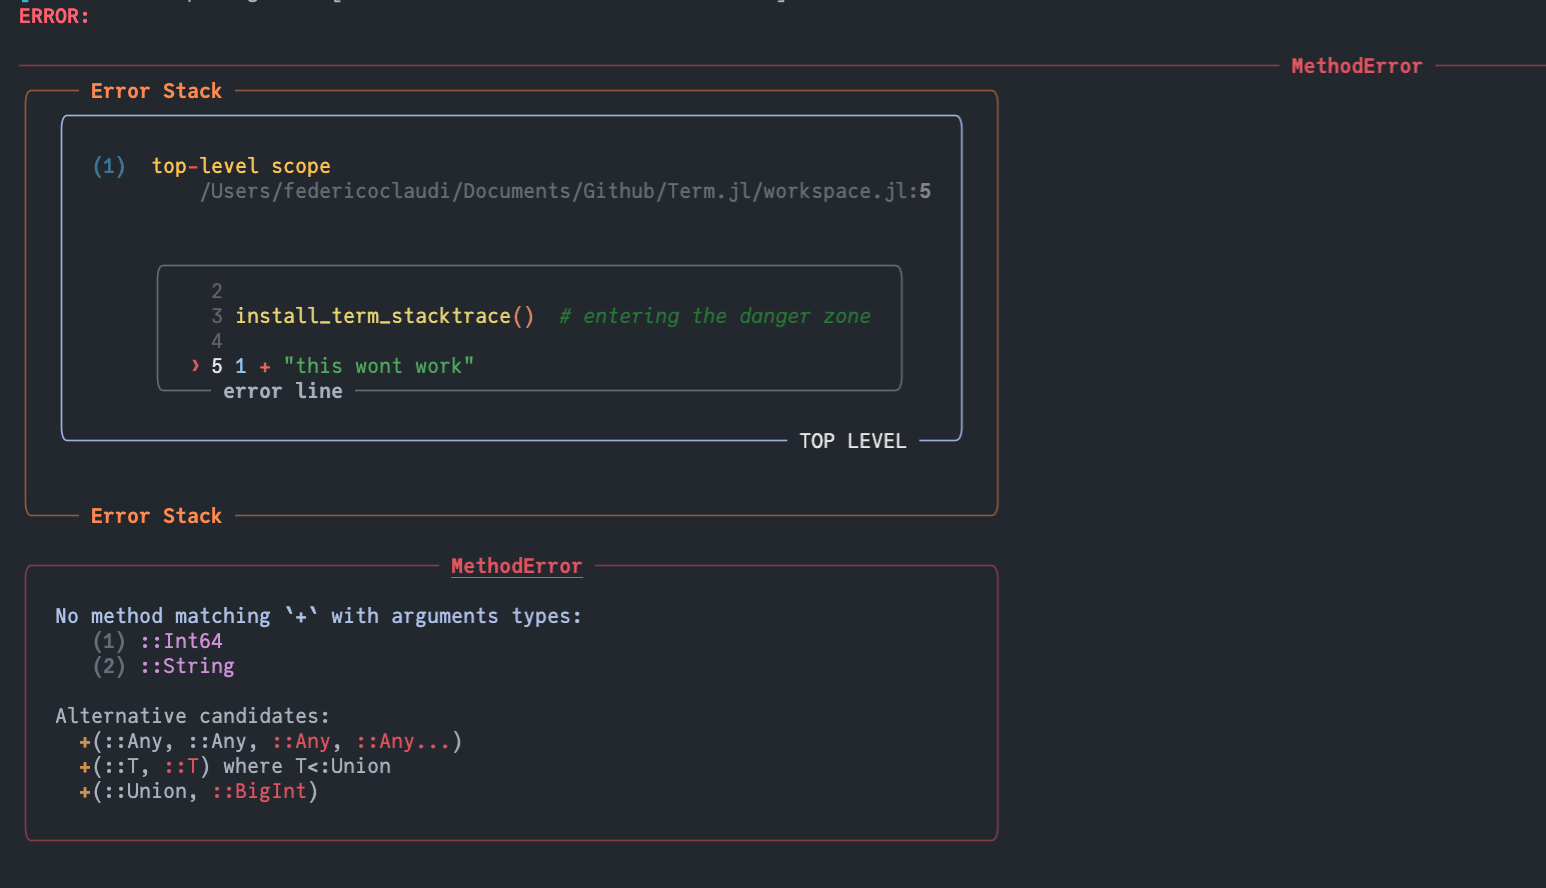 ERROR:
MethodError
Error Stack
(1) top-level scope
/Users/federicoclaudi/Documents/Github/Term.jl/workspace.jl:5
2
3 install_term_stacktrace() # entering the danger zone
4
❯ 5 1 + "this wont work"
error line
TOP LEVEL
Error Stack
MethodError
No method matching `+` with arguments types:
(1) ::Int64
(2) ::String
Alternative candidates:
+(::Any, ::Any, ::Any, ::Any...)
+(::T, ::T) where T<:Union
+(::Union, ::BigInt)